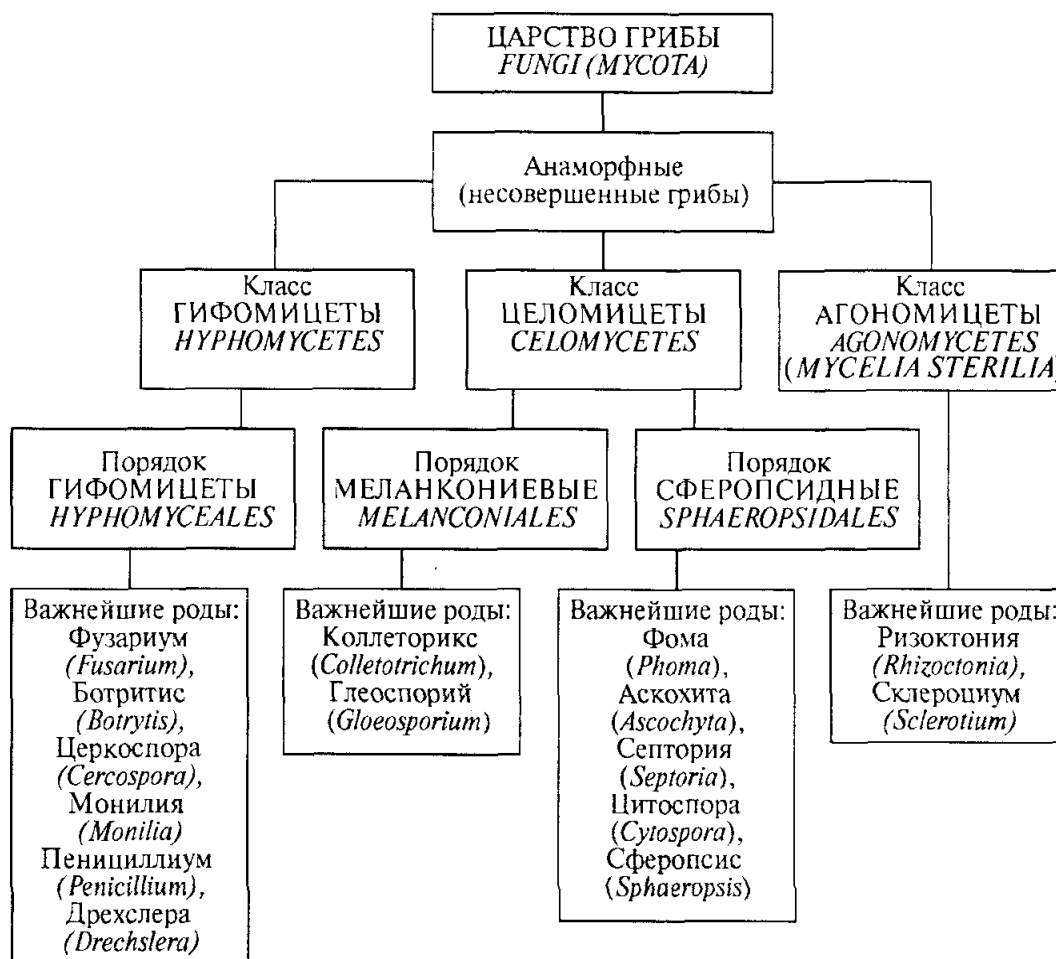 ЦАРСТВО ГРИБЫ
FUNGI (MYCOTA)
Анаморфные
(несовершенные грибы)
Класс
ГИФОМИЦЕТЫ
HYPHOMYCETES
Класс
ЦЕЛОМИЦЕТЫ
CELOMYCETES
Класс
АГОНОМИЦЕТЫ
AGONOMYCETES
(MYCELIA STERILIA)
Порядок
ГИФОМИЦЕТЫ
HYPHOMYCEALES
Порядок
МЕЛАНКОНИЕВЫЕ
MELANCONIALES
Порядок
СФЕРОПСИДНЫЕ
SPHAEROPSIDALES
Важнейшие роды:
Фузариум
(Fusarium),
Ботритис
(Botrytis),
Церкоспора
(Cercospora),
Монилия
(Monilia)
Пенициллиум
(Penicillium),
Дрехслера
(Drechslera)
Важнейшие роды:
Коллеторикс
(Colletotrichum),
Глеоспорий
(Gloeosporium)
Важнейшие роды:
Фома
(Phoma),
Аскохита
(Ascochyta),
Септория
(Septoria),
Цитоспора
(Cytospora),
Сферопсис
(Sphaeropsis)
Важнейшие роды:
Ризоктония
(Rhizoctonia),
Склероциум
(Sclerotium)